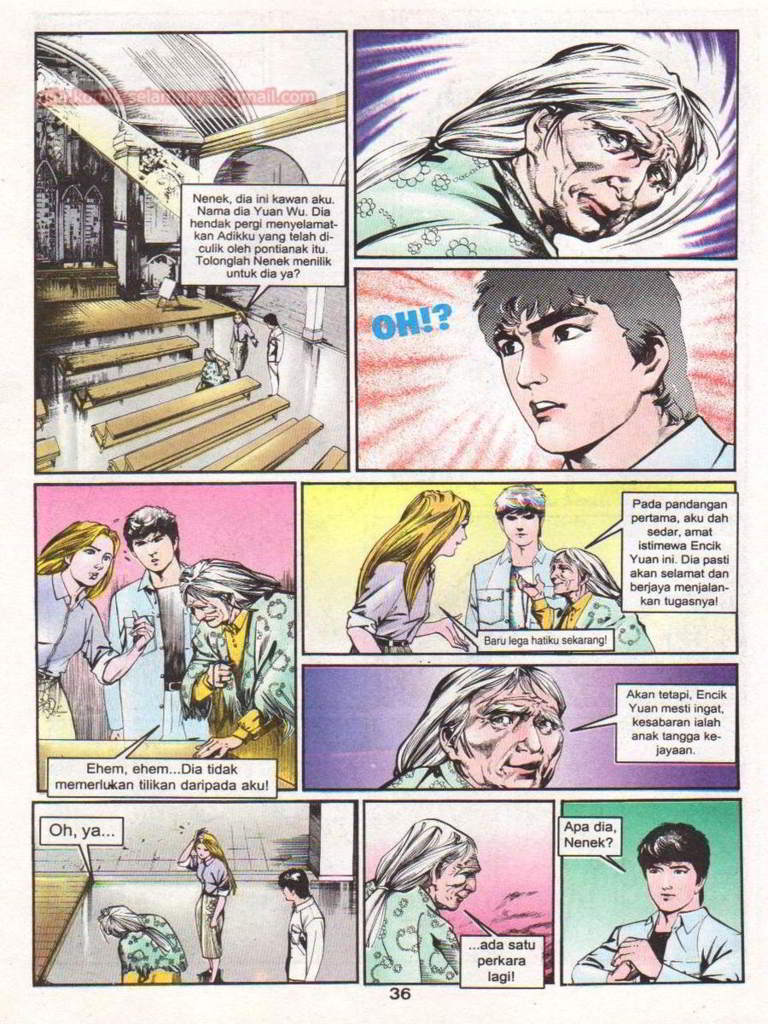 Nenek, dia ini kawan aku.
Nama dia Yuan Wu. Dia
hendak pergi menyelamat-
kan Adikku yang telah di-
culik oleh pontianak itu.
Tolonglah Nenek menilik
untuk dia ya?
OH!?
Ehem, ehem...Dia tidak
memerlukan tilikan daripada aku!
Pada pandangan
pertama, aku dah
sedar, amat
istimewa Encik
Yuan ini. Dia pasti
akan selamat dan
berjaya menjalan-
kan tugasnya!
Baru lega hatiku sekarang!
Akan tetapi, Encik
Yuan mesti ingat,
kesabaran ialah
anak tangga ke-
jayaan.
Oh, ya...
...ada satu
perkara
lagi!
Apa dia,
Nenek?
36